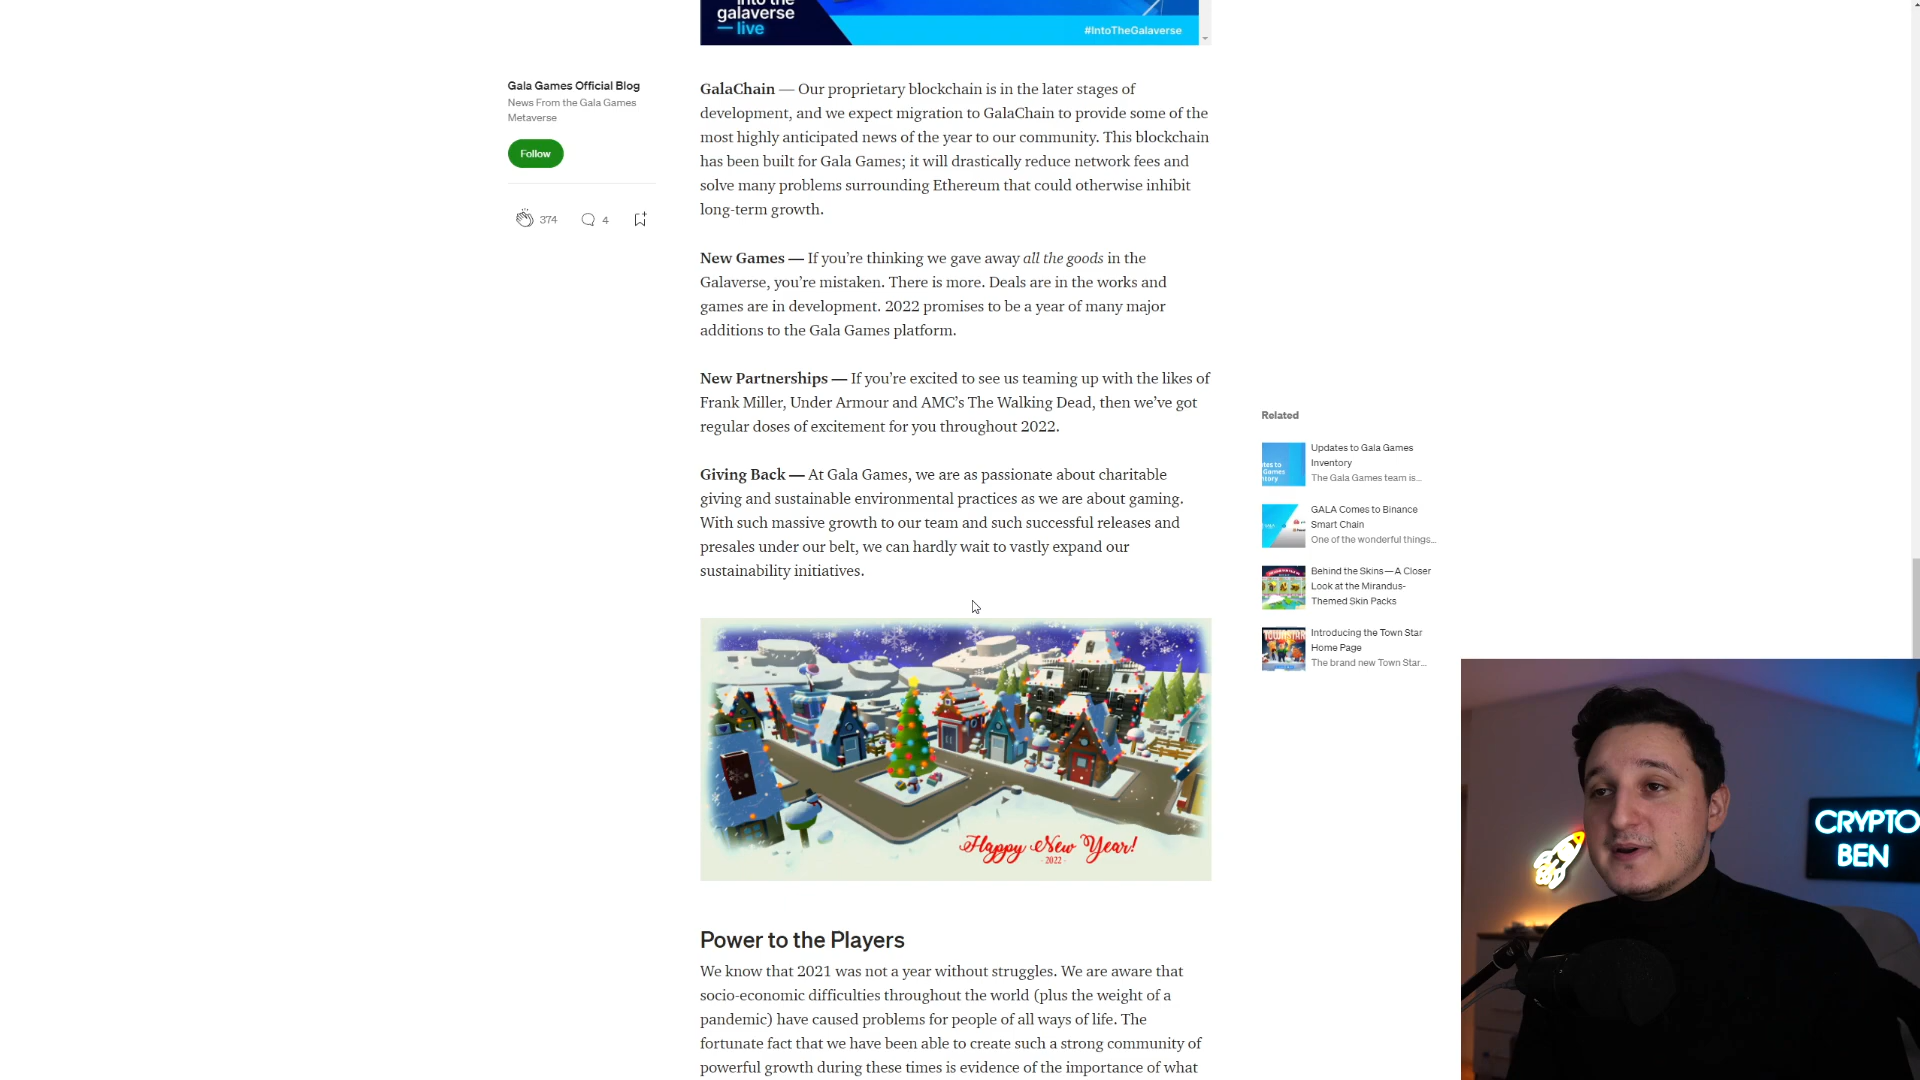 into the
galaverse
— live
#IntoTheGalaverse
Gala Games Official Blog
News From the Gala Games
Metaverse
Follow
374
4
GalaChain — Our proprietary blockchain is in the later stages of
development, and we expect migration to GalaChain to provide some of the
most highly anticipated news of the year to our community. This blockchain
has been built for Gala Games; it will drastically reduce network fees and
solve many problems surrounding Ethereum that could otherwise inhibit
long-term growth.
New Games — If you’re thinking we gave away all the goods in the
Galaverse, you’re mistaken. There is more. Deals are in the works and
games are in development. 2022 promises to be a year of many major
additions to the Gala Games platform.
New Partnerships — If you’re excited to see us teaming up with the likes of
Frank Miller, Under Armour and AMC’s The Walking Dead, then we’ve got
regular doses of excitement for you throughout 2022.
Giving Back — At Gala Games, we are as passionate about charitable
giving and sustainable environmental practices as we are about gaming.
With such massive growth to our team and such successful releases and
presales under our belt, we can hardly wait to vastly expand our
sustainability initiatives.
Happy New Year!
- 2022 -
Power to the Players
We know that 2021 was not a year without struggles. We are aware that
socio-economic difficulties throughout the world (plus the weight of a
pandemic) have caused problems for people of all ways of life. The
fortunate fact that we have been able to create such a strong community of
powerful growth during these times is evidence of the importance of what
Related
Updates to Gala Games
Inventory
The Gala Games team is…
GALA Comes to Binance
Smart Chain
One of the wonderful things…
Behind the Skins — A Closer
Look at the Mirandus-
Themed Skin Packs
Introducing the Town Star
Home Page
The brand new Town Star…
CRYPTO
BEN